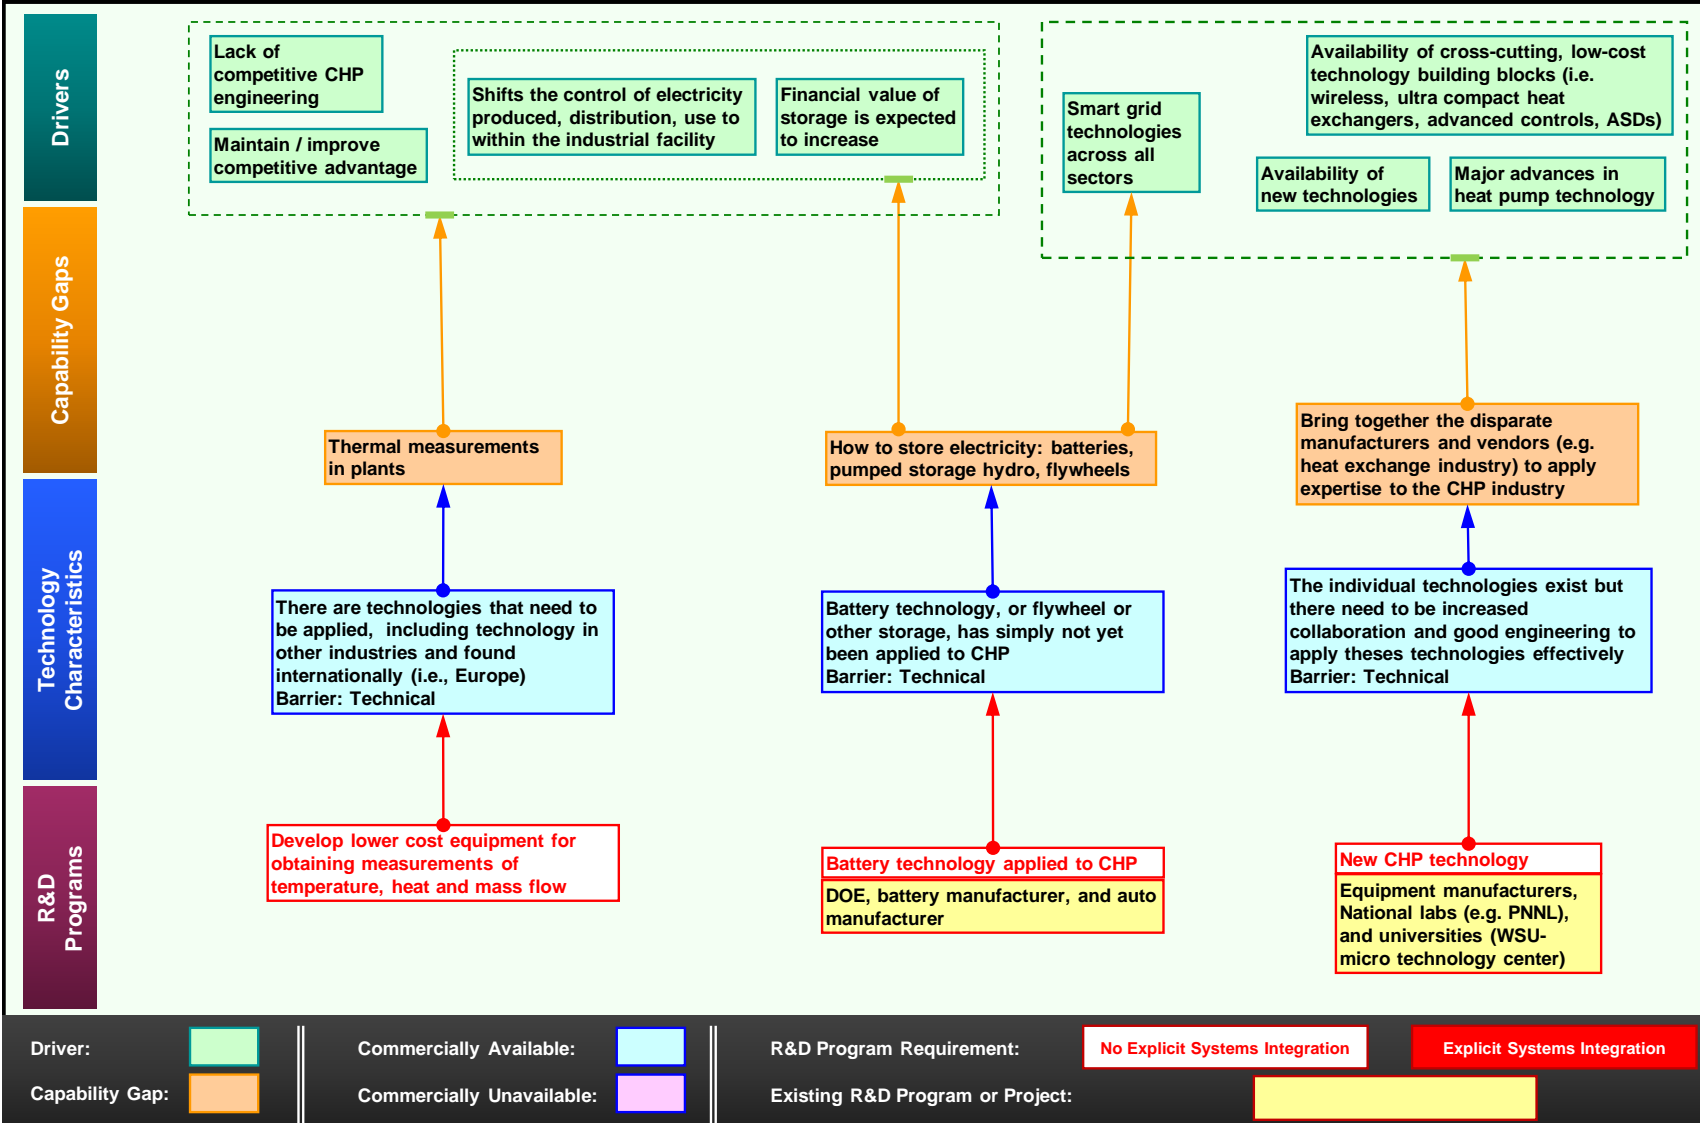 Drivers
Lack of
competitive CHP
engineering
Maintain / improve
competitive advantage
Shifts the control of electricity
produced, distribution, use to
within the industrial facility
Financial value of
storage is expected
to increase
Smart grid
technologies
across all
sectors
Availability of cross-cutting, low-cost
technology building blocks (i.e.
wireless, ultra compact heat
exchangers, advanced controls, ASDs)
Availability of
new technologies
Major advances in
heat pump technology
Capability Gaps
Thermal measurements
in plants
How to store electricity: batteries,
pumped storage hydro, flywheels
Bring together the disparate
manufacturers and vendors (e.g.
heat exchange industry) to apply
expertise to the CHP industry
Technology
Characteristics
There are technologies that need to
be applied, including technology in
other industries and found
internationally (i.e., Europe)
Barrier: Technical
Battery technology, or flywheel or
other storage, has simply not yet
been applied to CHP
Barrier: Technical
The individual technologies exist but
there need to be increased
collaboration and good engineering to
apply theses technologies effectively
Barrier: Technical
R&D
Programs
Develop lower cost equipment for
obtaining measurements of
temperature, heat and mass flow
Battery technology applied to CHP
DOE, battery manufacturer, and auto
manufacturer
New CHP technology
Equipment manufacturers,
National labs (e.g. PNNL),
and universities (WSU-
micro technology center)
Driver:
Capability Gap:
Commercially Available:
Commercially Unavailable:
R&D Program Requirement:
No Explicit Systems Integration
Explicit Systems Integration
Existing R&D Program or Project: